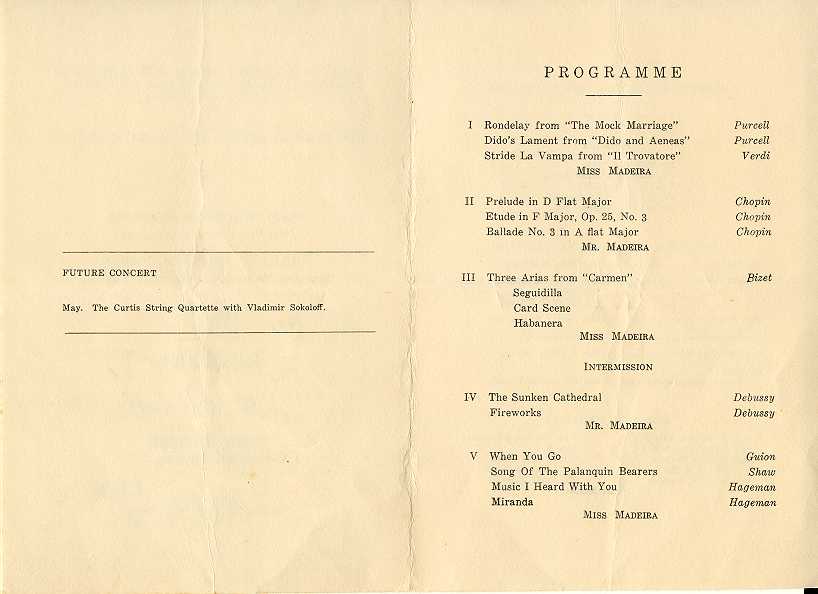 FUTURE CONCERT
May. The Curtis String Quartette with Vladimir Sokoloff.
PROGRAMME
I Rondelay from "The Mock Marriage" Purcell
Dido's Lament from "Dido and Aeneas" Purcell
Stride La Vampa from "Il Trovatore" Verdi
MISS MADEIRA
II Prelude in D Flat Major Chopin
Etude in F Major, Op. 25, No. 3 Chopin
Ballade No. 3 in A flat Major Chopin
MR. MADEIRA
III Three Arias from "Carmen" Bizet
Seguidilla
Card Scene
Habanera
MISS MADEIRA
INTERMISSION
IV The Sunken Cathedral Debussy
Fireworks Debussy
MR. MADEIRA
V When You Go Guion
Song Of The Palanquin Bearers Shaw
Music I Heard With You Hageman
Miranda Hageman
MISS MADEIRA